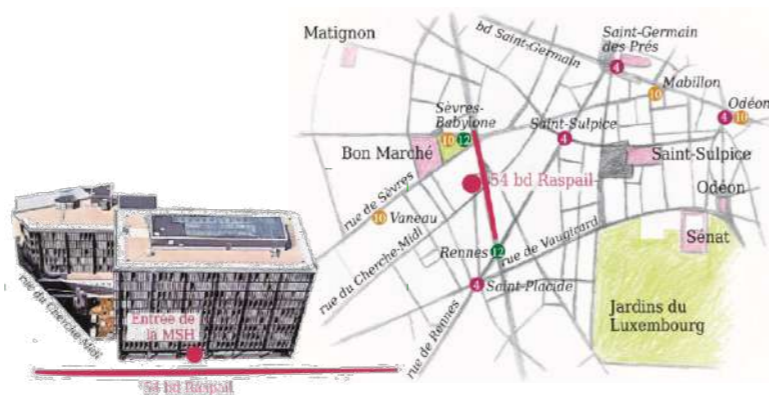 Matignon
bd Saint-Germain
Saint-Germain
des Prés
4
10
Mabillon
Odéon
4 10
Sèvres-
Babylone
10 12
Saint-Sulpice
4
Bon Marché
Saint-Sulpice
54 bd Raspail
Odéon
rue de Sèvres
10 Vaneau
rue du Cherche-Midi
Rennes 12
rue de Vaugirard
Sénat
4 Saint-Placide
rue de Rennes
Jardins du
Luxembourg
rue du Cherche-Midi
Entrée de
la MSH
54 bd Raspail